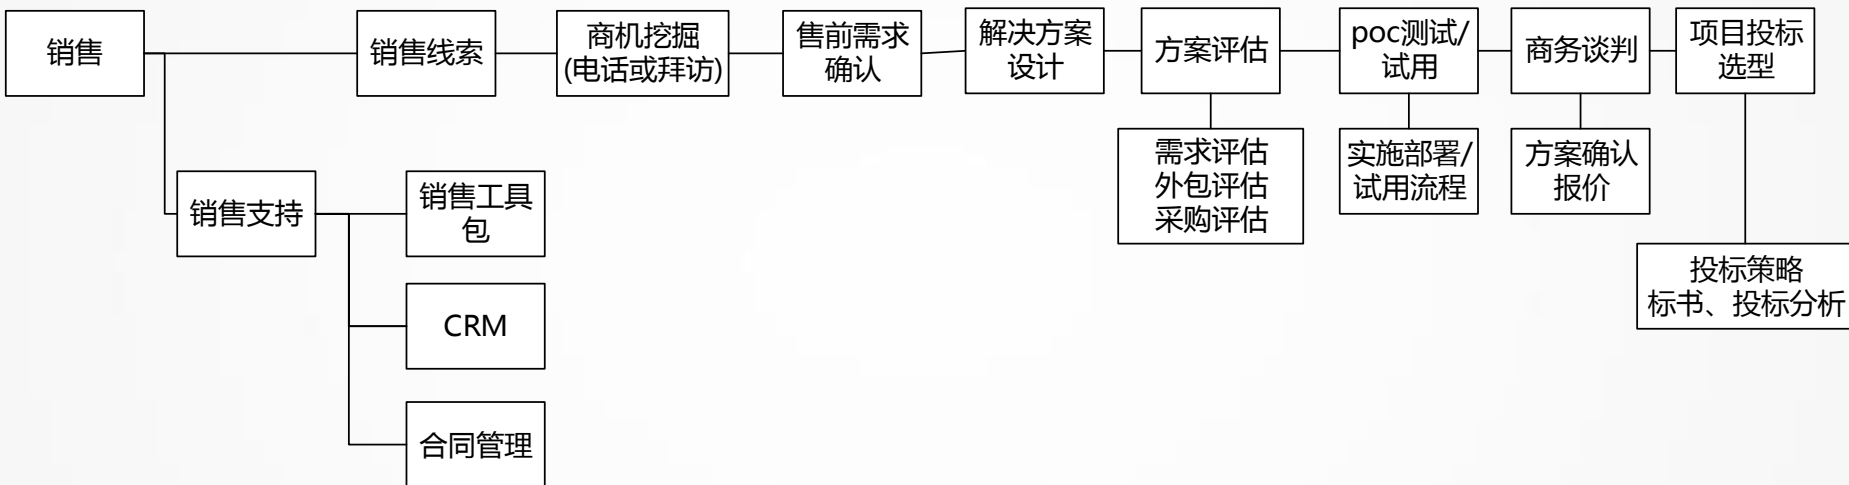 销售
销售线索
商机挖掘
(电话或拜访)
售前需求
确认
解决方案
设计
方案评估
poc测试/
试用
商务谈判
项目投标
选型
需求评估
外包评估
采购评估
实施部署/
试用流程
方案确认
报价
销售支持
销售工具
包
投标策略
标书、投标分析
CRM
合同管理